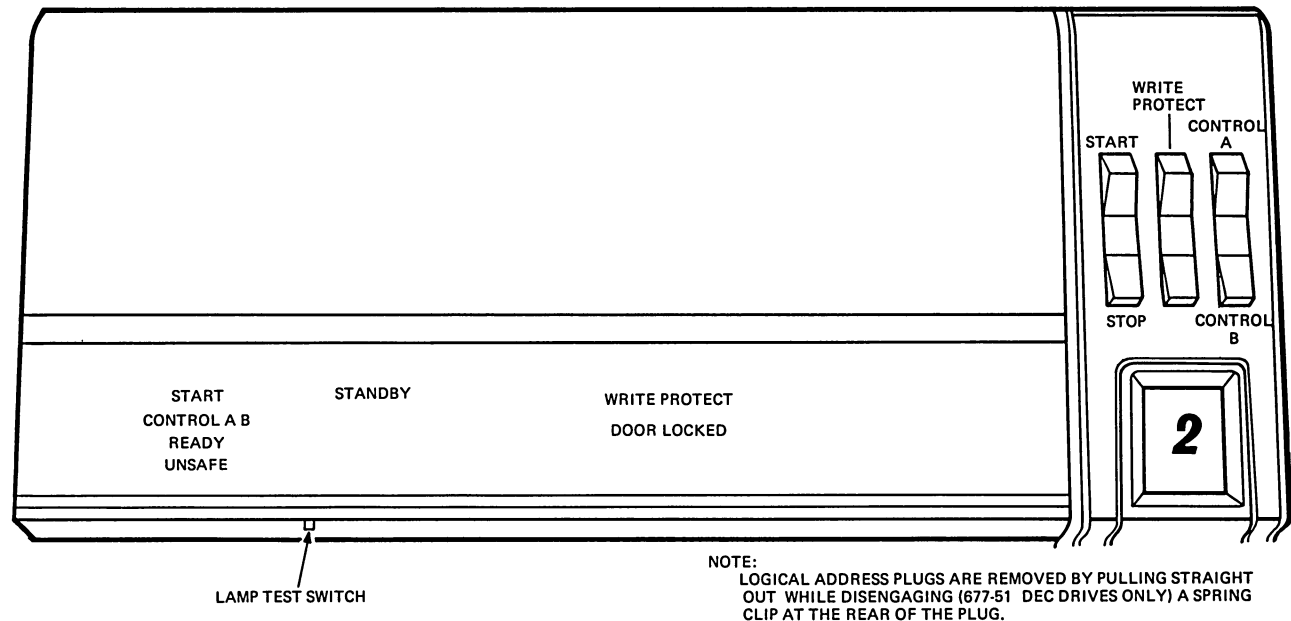 WRITE
PROTECT
START
CONTROL
A
STOP
CONTROL
B
2
START
CONTROL A B
READY
UNSAFE
STANDBY
WRITE PROTECT
DOOR LOCKED
LAMP TEST SWITCH
NOTE:
LOGICAL ADDRESS PLUGS ARE REMOVED BY PULLING STRAIGHT
OUT WHILE DISENGAGING (677-51 DEC DRIVES ONLY) A SPRING
CLIP AT THE REAR OF THE PLUG.